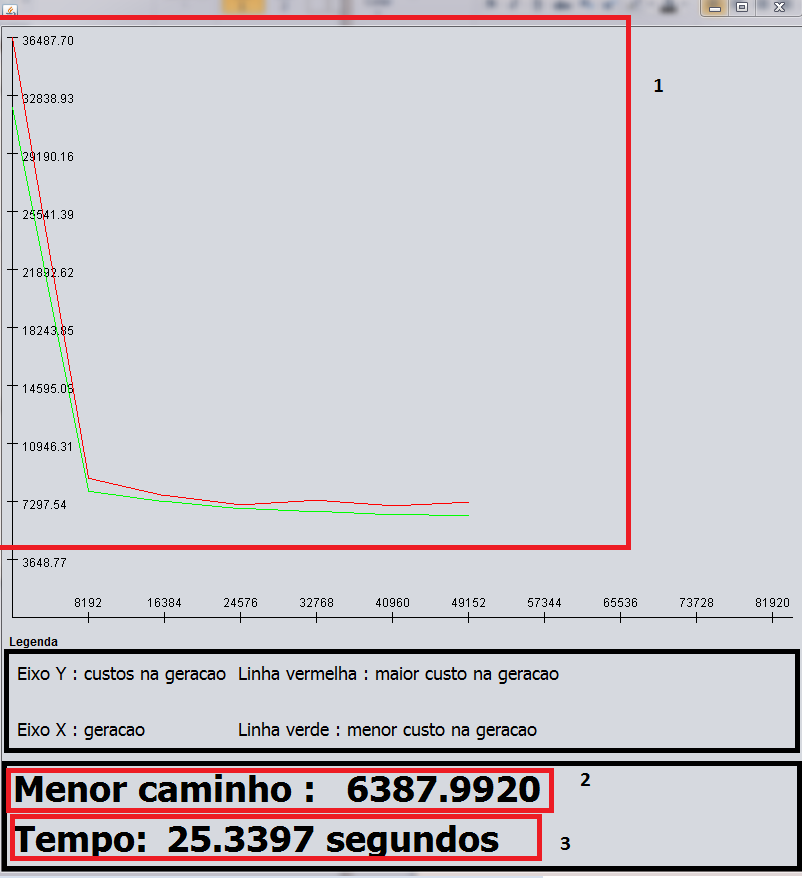 36487.70
1
32838.93
29190.16
25541.39
21892.62
18243.85
14595.08
10946.31
7297.54
3648.77
8192 16384 24576 32768 40960 49152 57344 65536 73728 81920
Legenda
Eixo Y : custos na geracao Linha vermelha : maior custo na geracao
Eixo X : geracao Linha verde : menor custo na geracao
Menor caminho : 6387.9920 2
Tempo: 25.3397 segundos 3